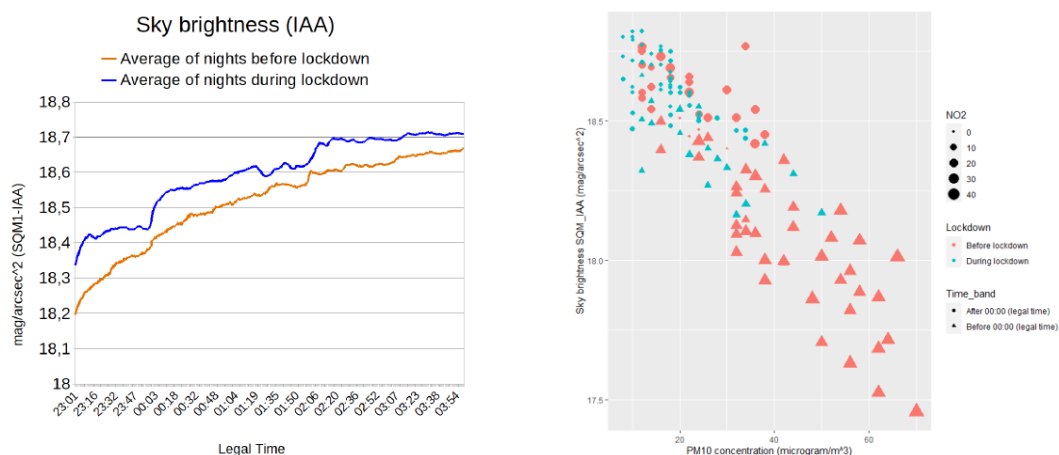 Sky brightness (IAA)
Average of nights before lockdown
Average of nights during lockdown
mag/arcsec^2 (SQM1-IAA)
18,8
18,7
18,6
18,5
18,4
18,3
18,2
18,1
18
23:01
23:16
23:32
23:47
00:03
00:18
00:32
00:48
01:04
01:19
01:35
01:50
02:06
02:20
02:36
02:52
03:07
03:23
03:38
03:54
Legal Time
Sky brightness SQM_IAA (mag/arcsec^2)
18.5
18.0
17.5
20
40
60
PM10 concentration (microgram/m^3)
NO2
0
10
20
30
40
Lockdown
Before lockdown
During lockdown
Time_band
After 00:00 (legal time)
Before 00:00 (legal time)